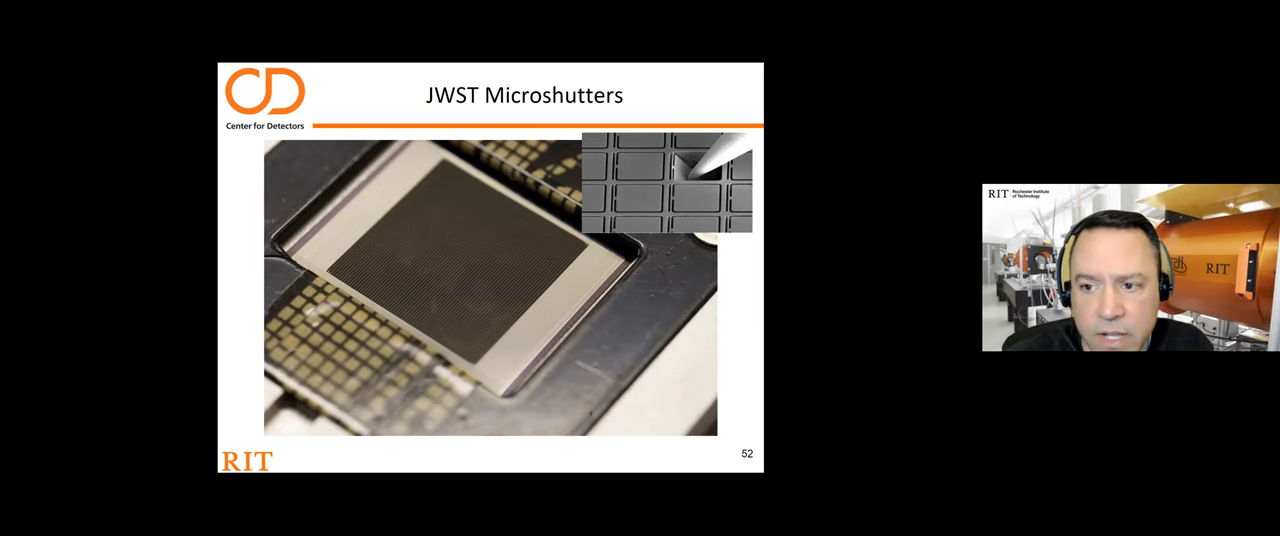 JWST Microshutters
Center for Detectors
RIT
52
RIT
Rochester Institute
of Technology
RIT